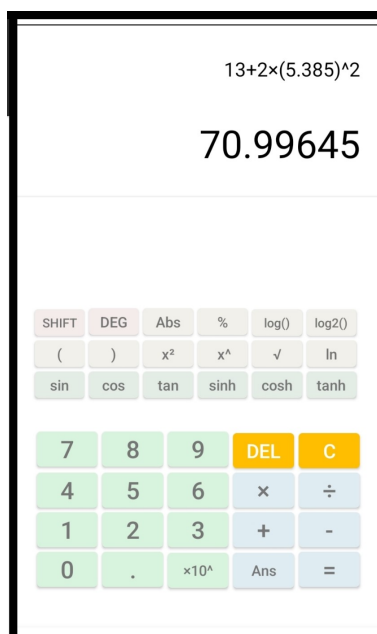 13+2×(5.385)^2
70.99645
SHIFT DEG Abs % log() log2()
( ) x² x^ √ ln
sin cos tan sinh cosh tanh
7 8 9 DEL C
4 5 6 × ÷
1 2 3 + -
0 . ×10^ Ans =